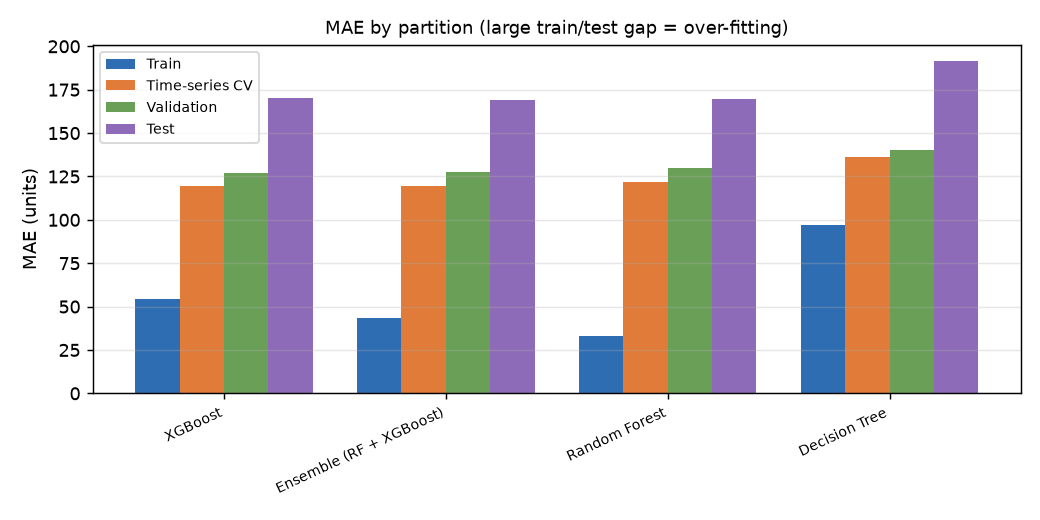 MAE by partition (large train/test gap = over-fitting)
Train
Time-series CV
Validation
Test
MAE (units)
200
175
150
125
100
75
50
25
0
XGBoost
Ensemble (RF + XGBoost)
Random Forest
Decision Tree